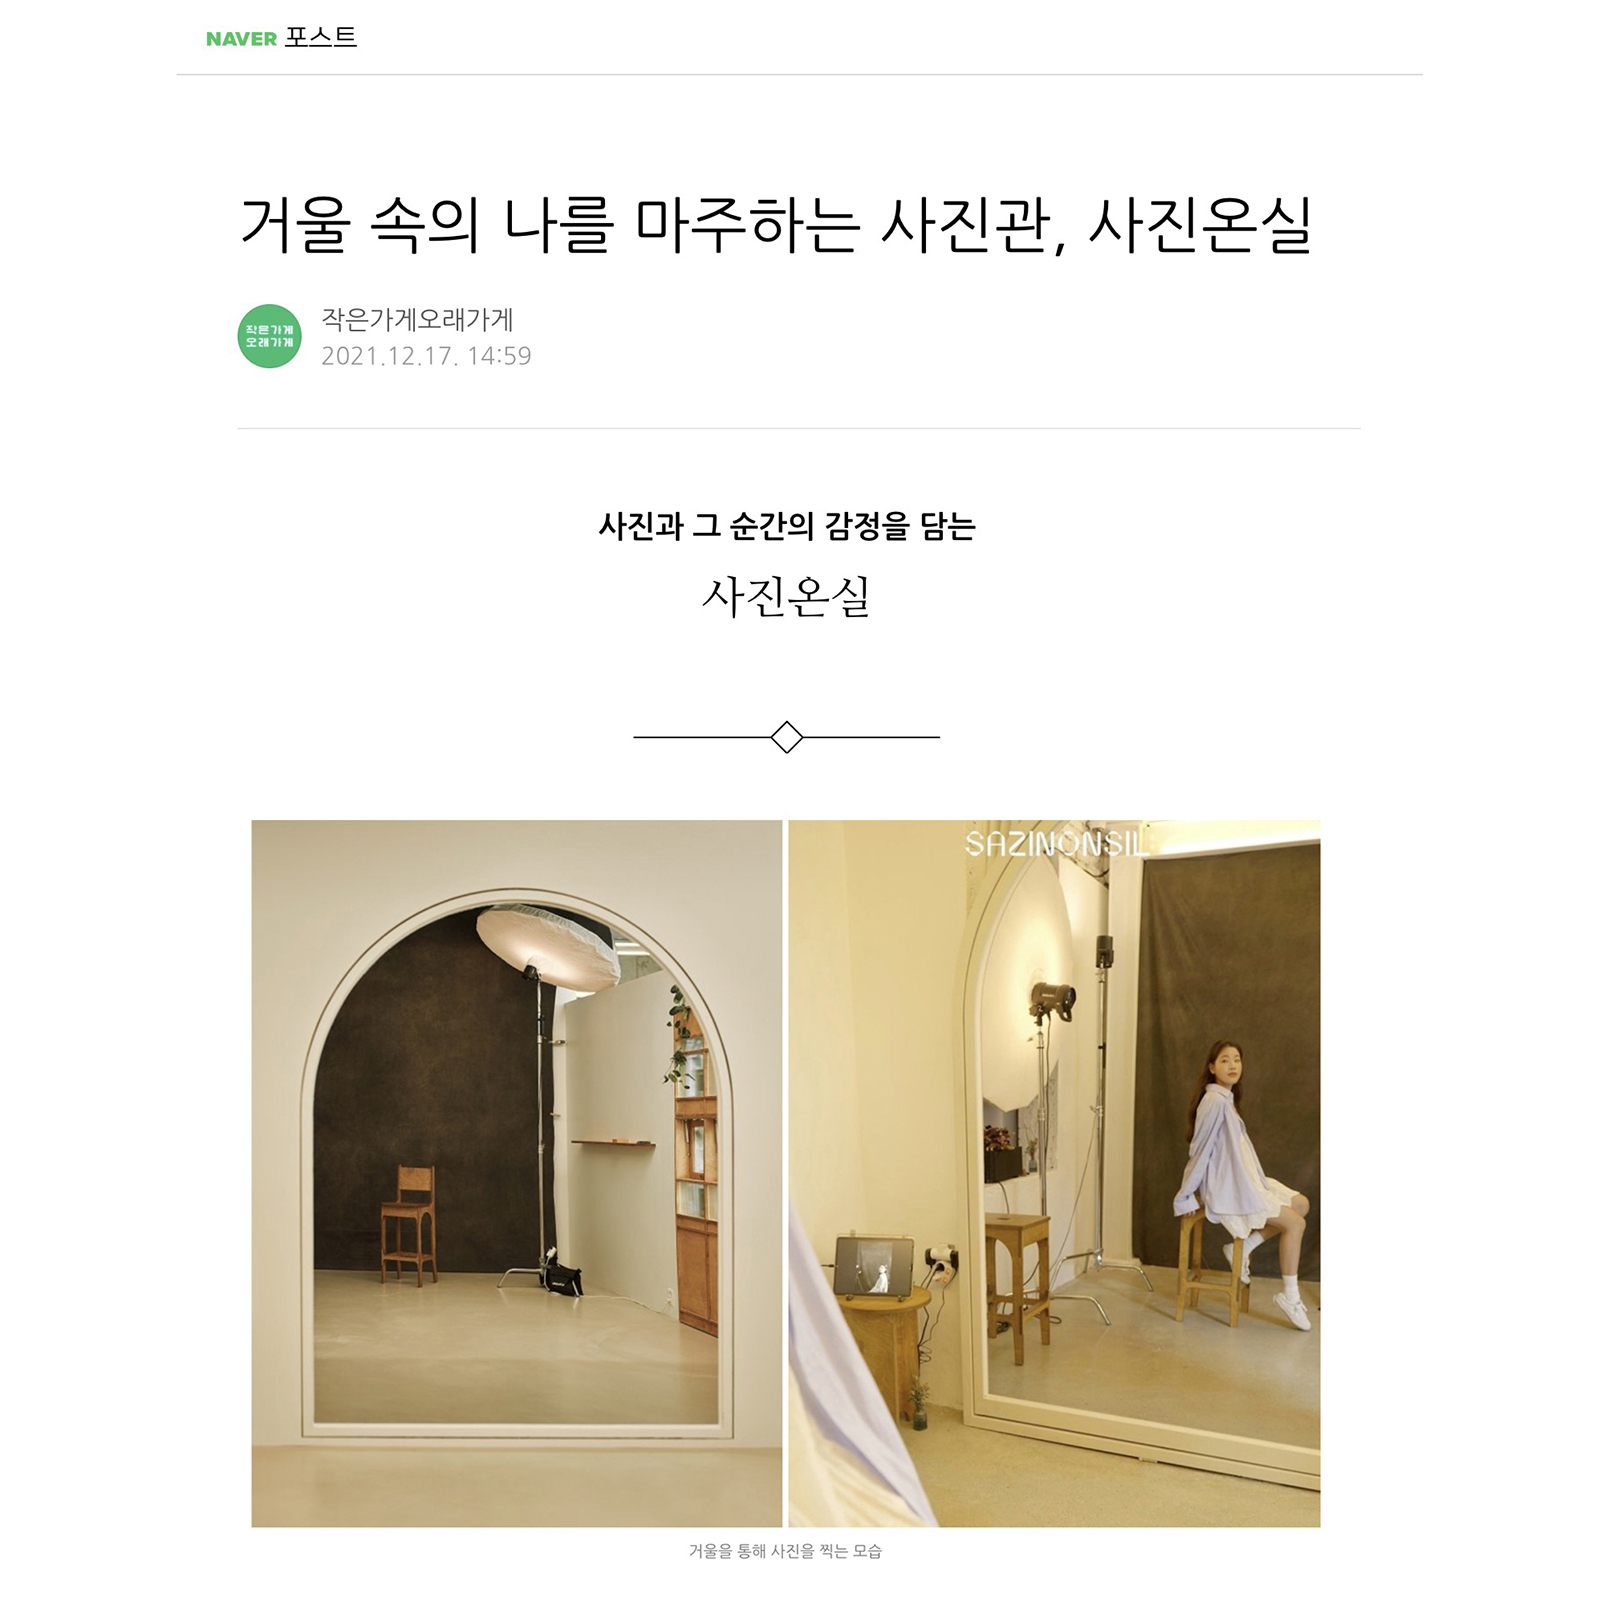 NAVER 포스트
거울 속의 나를 마주하는 사진관, 사진온실
작은가게
오래가게
작은가게오래가게
2021.12.17. 14:59
사진과 그 순간의 감정을 담는
사진온실
SAZINONSIL
거울을 통해 사진을 찍는 모습